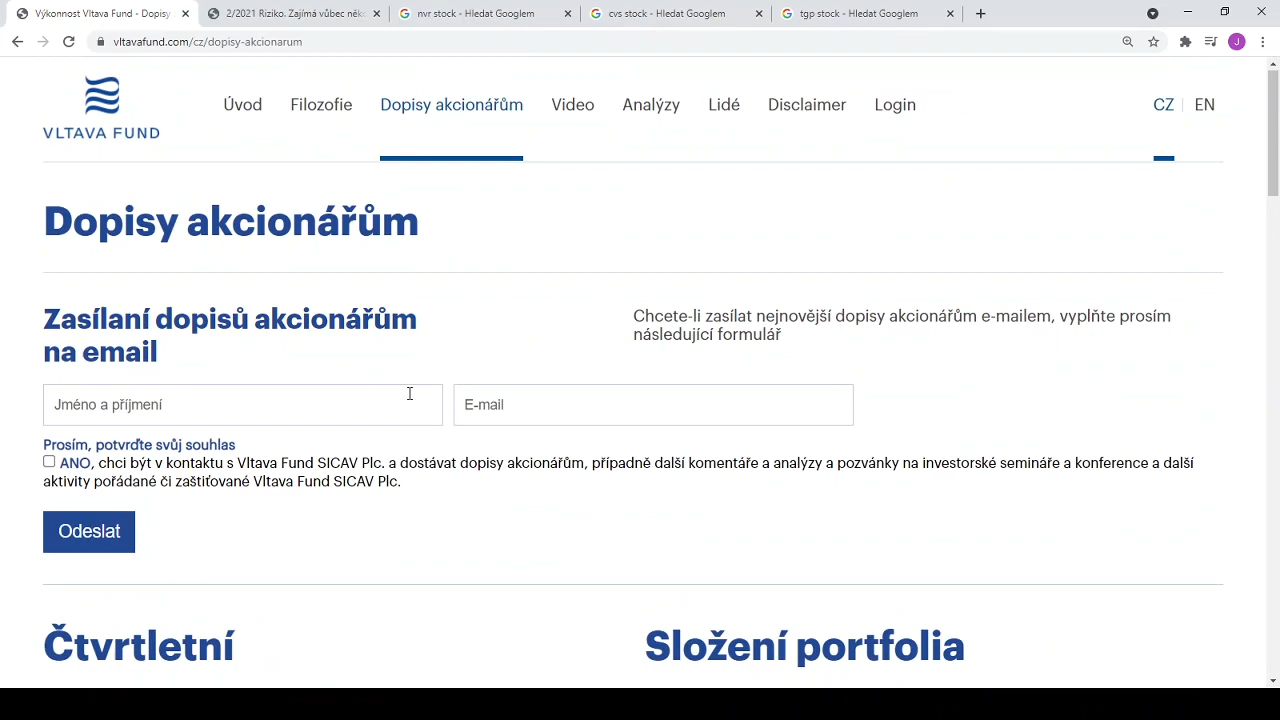 Výkonnost Vltava Fund - Dopisy
2/2021 Riziko. Zajímá vůbec něko
nvr stock - Hledat Googlem
cvs stock - Hledat Googlem
tgp stock - Hledat Googlem
vltavafund.com/cz/dopisy-akcionarum
J
VLTAVA FUND
Úvod
Filozofie
Dopisy akcionářům
Video
Analýzy
Lidé
Disclaimer
Login
CZ
EN
Dopisy akcionářům
Zasílaní dopisů akcionářům
na email
Chcete-li zasílat nejnovější dopisy akcionářům e-mailem, vyplňte prosím
následující formulář
Jméno a příjmení
E-mail
Prosím, potvrďte svůj souhlas
ANO, chci být v kontaktu s Vltava Fund SICAV Plc. a dostávat dopisy akcionářům, případně další komentáře a analýzy a pozvánky na investorské semináře a konference a další
aktivity pořádané či zaštiťované Vltava Fund SICAV Plc.
Odeslat
Čtvrtletní
Složení portfolia